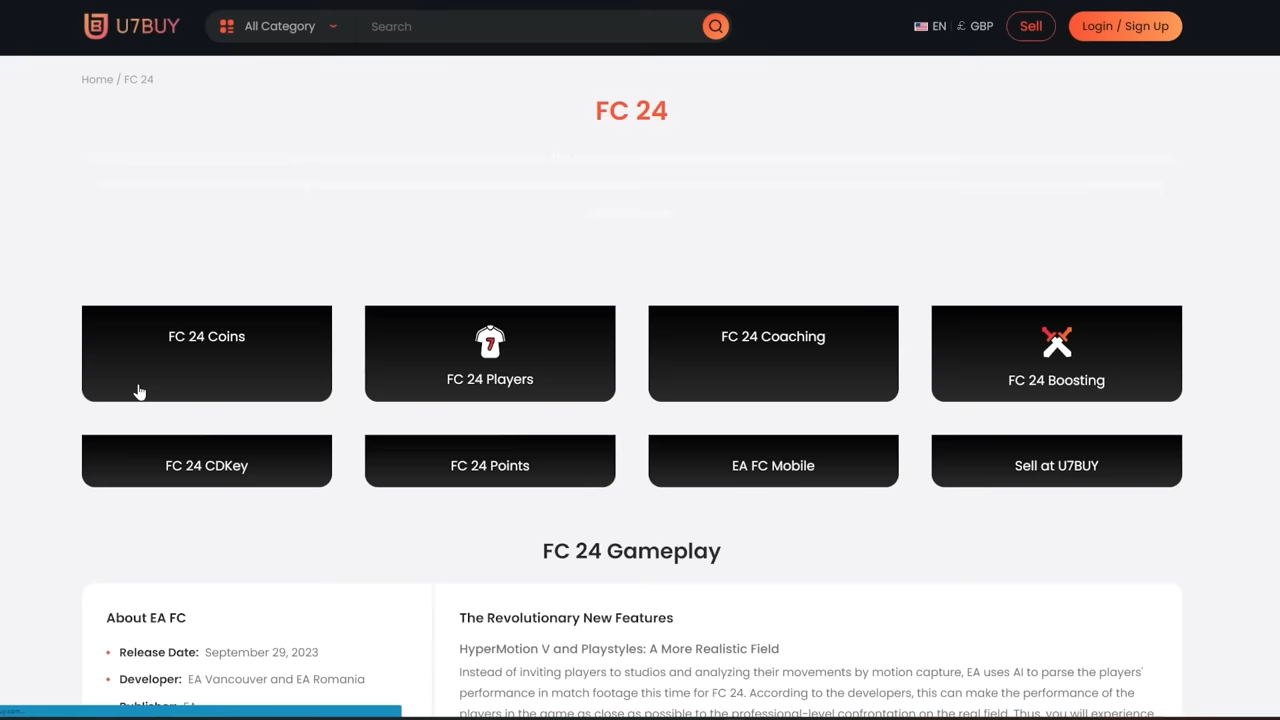 U7BUY
All Category
Search
EN
£ GBP
Sell
Login / Sign Up
Home / FC 24
FC 24
FC 24 Coins
7
FC 24 Players
FC 24 Coaching
FC 24 Boosting
FC 24 CDKey
FC 24 Points
EA FC Mobile
Sell at U7BUY
FC 24 Gameplay
About EA FC
Release Date: September 29, 2023
Developer: EA Vancouver and EA Romania
The Revolutionary New Features
HyperMotion V and Playstyles: A More Realistic Field
Instead of inviting players to studios and analyzing their movements by motion capture, EA uses AI to parse the players'
performance in match footage this time for FC 24. According to the developers, this can make the performance of the
players in the game as close as possible to the professional-level confrontation on the real field. Thus, you will experience